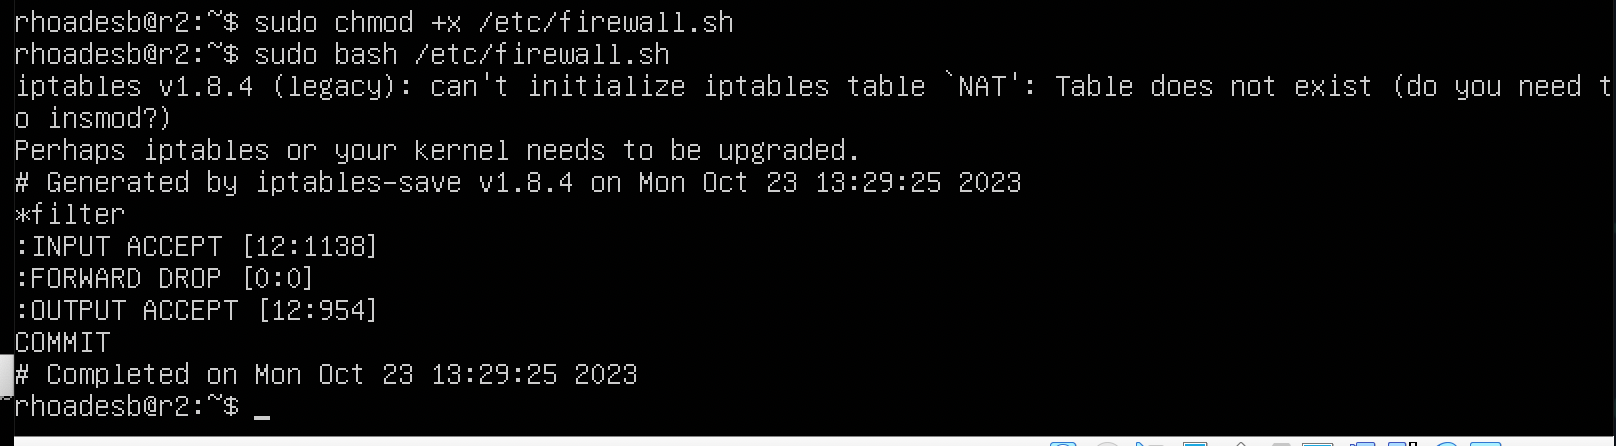 rhoadesb@r2:~$ sudo chmod +x /etc/firewall.sh
rhoadesb@r2:~$ sudo bash /etc/firewall.sh
iptables v1.8.4 (legacy): can't initialize iptables table `NAT': Table does not exist (do you need t
o insmod?)
Perhaps iptables or your kernel needs to be upgraded.
# Generated by iptables-save v1.8.4 on Mon Oct 23 13:29:25 2023
*filter
:INPUT ACCEPT [12:1138]
:FORWARD DROP [0:0]
:OUTPUT ACCEPT [12:954]
COMMIT
# Completed on Mon Oct 23 13:29:25 2023
rhoadesb@r2:~$ _